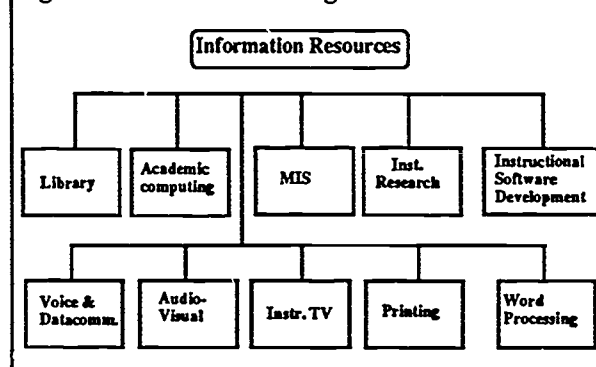 Information Resources
Library
Academic
computing
MIS
Inst.
Research
Instructional
Software
Development
Voice &
Datacomm.
Audio-
Visual
Instr. TV
Printing
Word
Processing